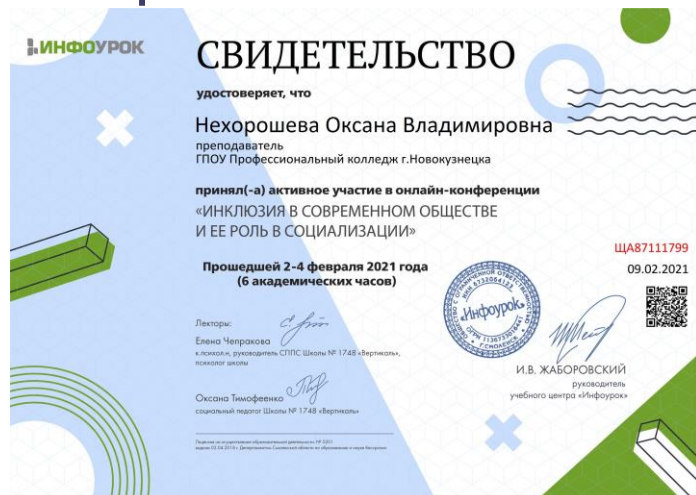 ИНФОУРОК
СВИДЕТЕЛЬСТВО
удостоверяет, что
Нехорошева Оксана Владимировна
преподаватель
ГПОУ Профессиональный колледж г.Новокузнецка
принял(-а) активное участие в онлайн-конференции
«ИНКЛЮЗИЯ В СОВРЕМЕННОМ ОБЩЕСТВЕ
И ЕЕ РОЛЬ В СОЦИАЛИЗАЦИИ»
Прошедшей 2-4 февраля 2021 года
(6 академических часов)
ЩА87111799
09.02.2021
Лекторы:
Елена Чепракова
к.психол.н, руководитель СППС Школы № 1748 «Вертикаль»,
психолог школы
Оксана Тимофеенко
социальный педагог Школы № 1748 «Вертикаль»
«Инфоурок»
И.В. ЖАБОРОВСКИЙ
руководитель
учебного центра «Инфоурок»